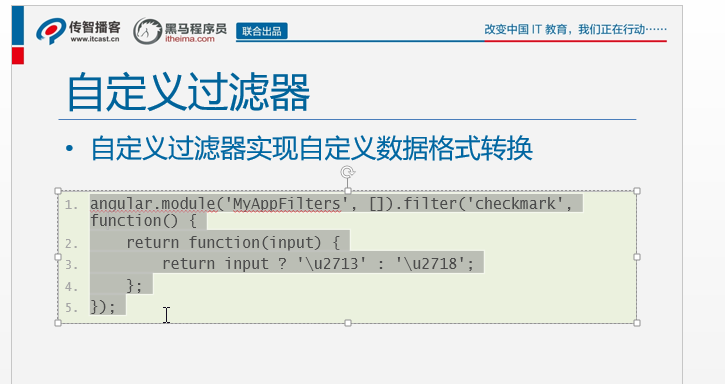 传智播客
www.itcast.cn
黑马程序员
itheima.com
联合出品
改变中国 IT 教育，我们正在行动……
自定义过滤器
• 自定义过滤器实现自定义数据格式转换
1. angular.module('MyAppFilters', []).filter('checkmark',
function() {
2. return function(input) {
3. return input ? '\u2713' : '\u2718';
4. };
5. });